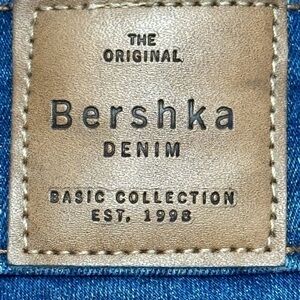 THE
ORIGINAL
Bershka
DENIM
BASIC COLLECTION
EST. 1998